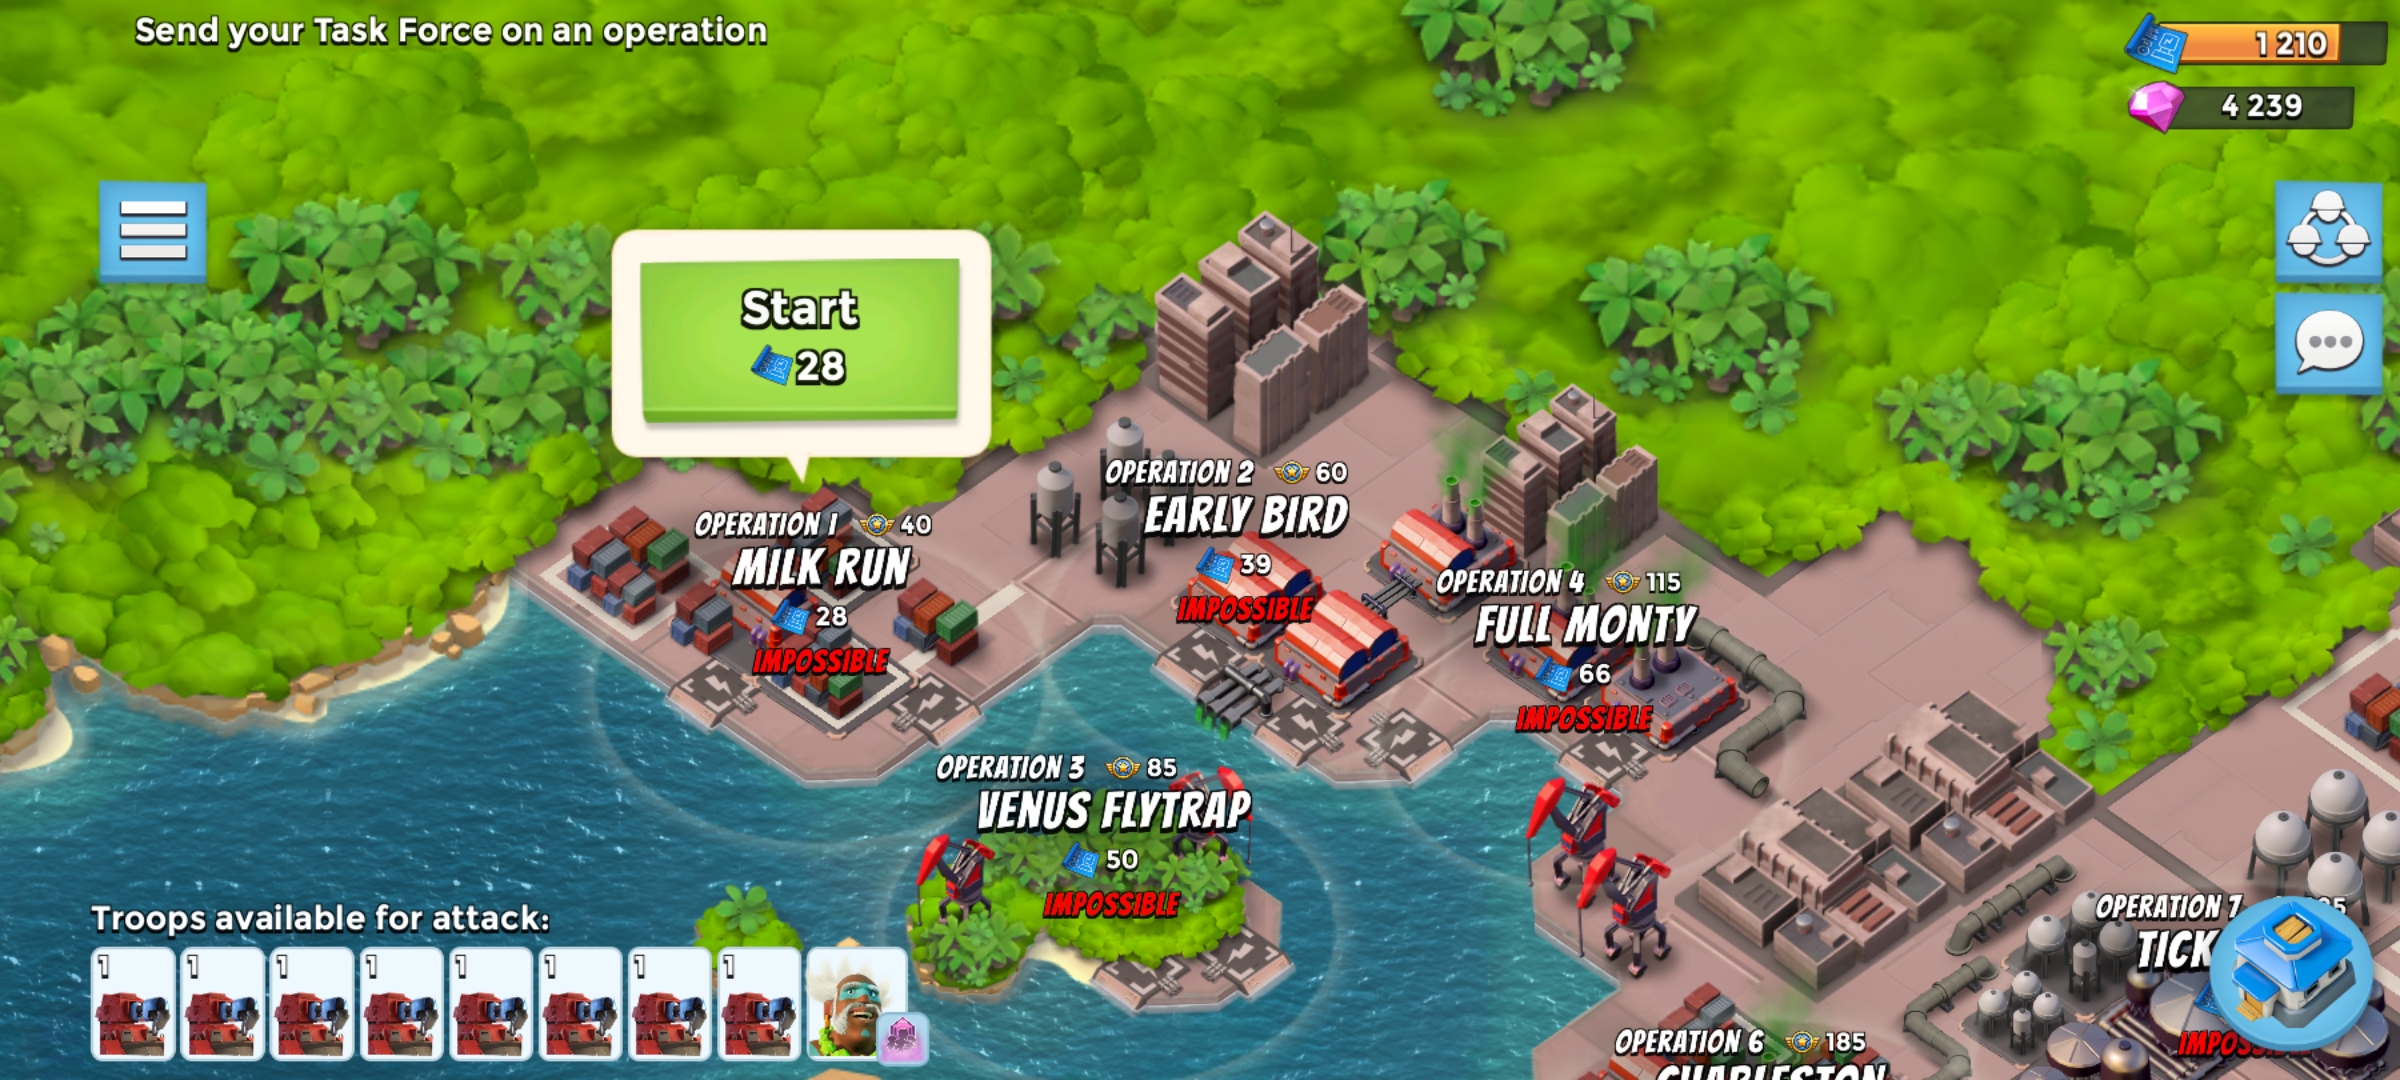 Send your Task Force on an operation
1 210
4 239
Start
28
OPERATION 1 40
MILK RUN
28
IMPOSSIBLE
OPERATION 2 60
EARLY BIRD
39
IMPOSSIBLE
OPERATION 4 115
FULL MONTY
66
IMPOSSIBLE
OPERATION 3 85
VENUS FLYTRAP
50
IMPOSSIBLE
OPERATION 7
TICK
OPERATION 6 185
CHARLESTON
Troops available for attack:
1 1 1 1 1 1 1 1